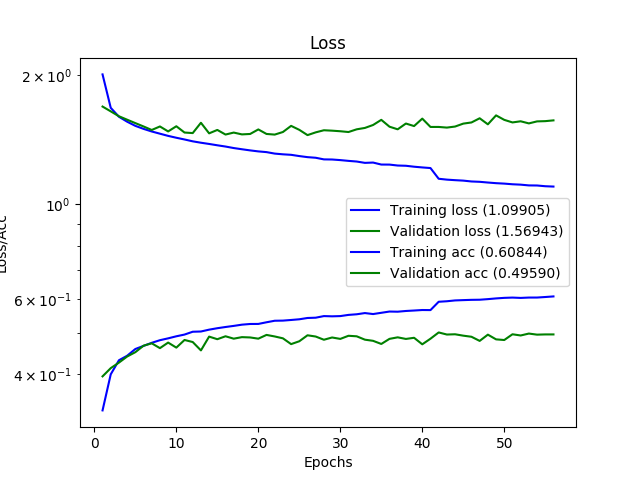 Loss
2 × 10⁰
10⁰
6 × 10⁻¹
4 × 10⁻¹
Loss/Acc
Training loss (1.09905)
Validation loss (1.56943)
Training acc (0.60844)
Validation acc (0.49590)
0 10 20 30 40 50
Epochs